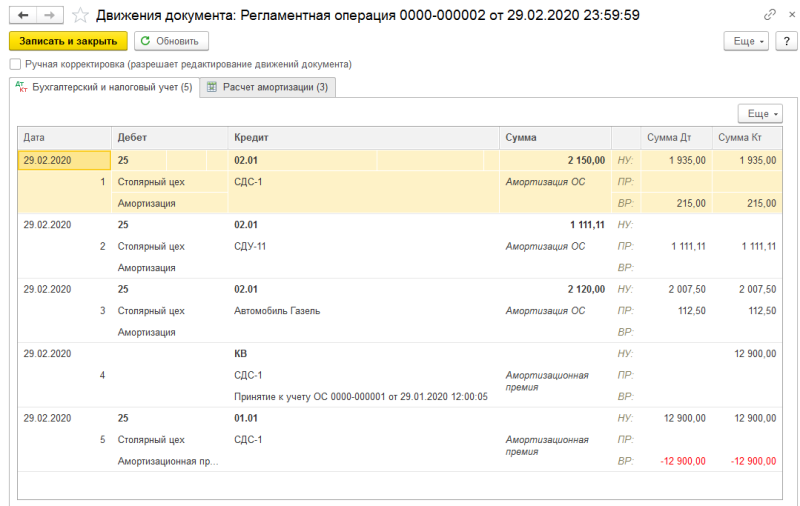 Движения документа: Регламентная операция 0000-000002 от 29.02.2020 23:59:59
Записать и закрыть Обновить Еще ?
Ручная корректировка (разрешает редактирование движений документа)
Дт Кт Бухгалтерский и налоговый учет (5) Расчет амортизации (3)
Еще
Дата Дебет Кредит Сумма Сумма Дт Сумма Кт
29.02.2020 25 02.01 2 150,00 НУ: 1 935,00 1 935,00
1 Столярный цех СДС-1 Амортизация ОС ПР:
Амортизация ВР: 215,00 215,00
29.02.2020 25 02.01 1 111,11 НУ:
2 Столярный цех СДУ-11 Амортизация ОС ПР: 1 111,11 1 111,11
Амортизация ВР:
29.02.2020 25 02.01 2 120,00 НУ: 2 007,50 2 007,50
3 Столярный цех Автомобиль Газель Амортизация ОС ПР: 112,50 112,50
Амортизация ВР:
29.02.2020 КВ НУ: 12 900,00
4 СДС-1 Амортизационная премия ПР:
Принятие к учету ОС 0000-000001 от 29.01.2020 12:00:05 ВР:
29.02.2020 25 01.01 НУ: 12 900,00 12 900,00
5 Столярный цех СДС-1 Амортизационная премия ПР:
Амортизационная пр... ВР: -12 900,00 -12 900,00